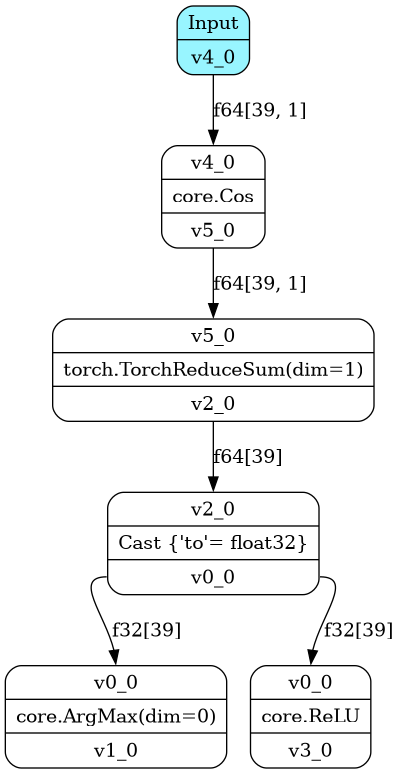 Input
v4_0
f64[39, 1]
v4_0
core.Cos
v5_0
f64[39, 1]
v5_0
torch.TorchReduceSum(dim=1)
v2_0
f64[39]
v2_0
Cast {'to'= float32}
v0_0
f32[39]
f32[39]
v0_0
core.ArgMax(dim=0)
v1_0
v0_0
core.ReLU
v3_0